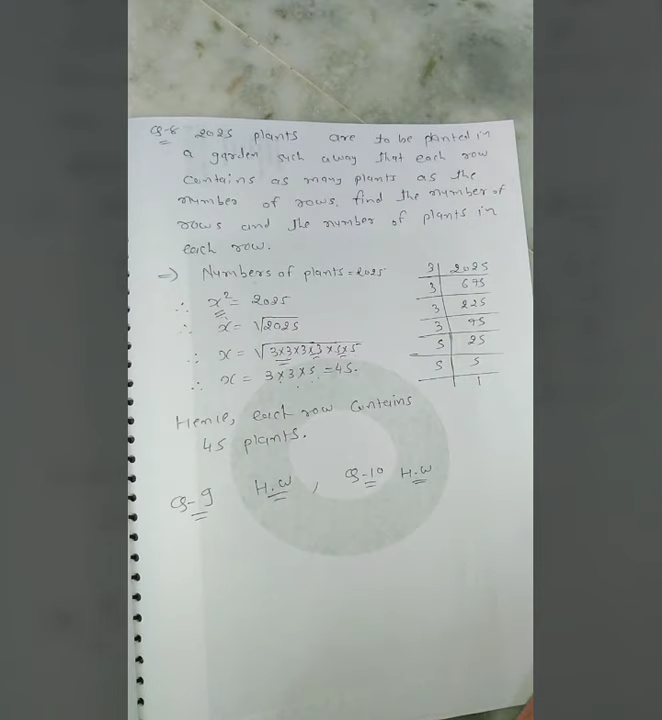 Q-8 2025 plants are to be planted in
a garden such a way that each row
contains as many plants as the
number of rows. find the number of
rows and the number of plants in
each row.
=> Numbers of plants = 2025
∴ x² = 2025
∴ x = √2025
∴ x = √3×3×3×3×5×5
∴ x = 3×3×5 = 45.
3 | 2025
3 | 675
3 | 225
3 | 75
5 | 25
5 | 5
1
Hence, each row contains
45 plants.
Q-9 H.W , Q-10 H.W